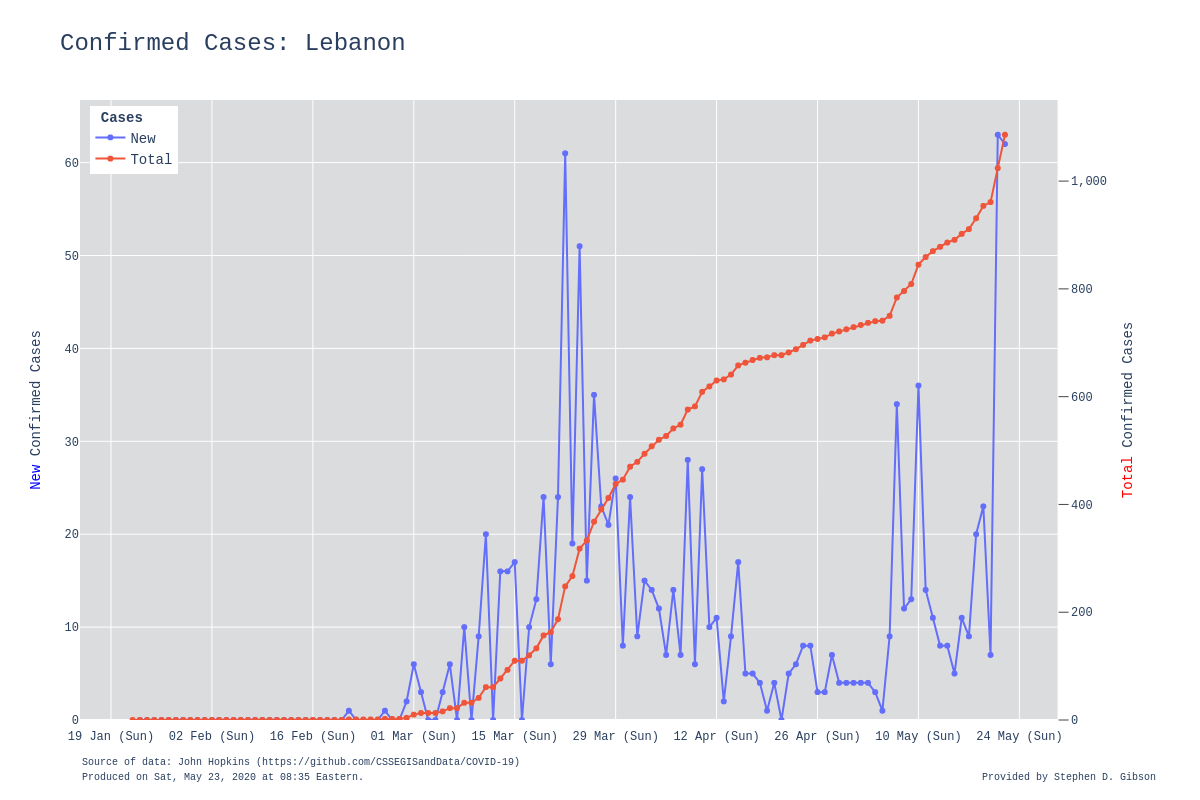 Confirmed Cases: Lebanon
Cases
New
Total
60
50
40
30
20
10
0
New Confirmed Cases
1,000
800
600
400
200
0
Total Confirmed Cases
19 Jan (Sun) 02 Feb (Sun) 16 Feb (Sun) 01 Mar (Sun) 15 Mar (Sun) 29 Mar (Sun) 12 Apr (Sun) 26 Apr (Sun) 10 May (Sun) 24 May (Sun)
Source of data: John Hopkins (https://github.com/CSSEGISandData/COVID-19)
Produced on Sat, May 23, 2020 at 08:35 Eastern.
Provided by Stephen D. Gibson